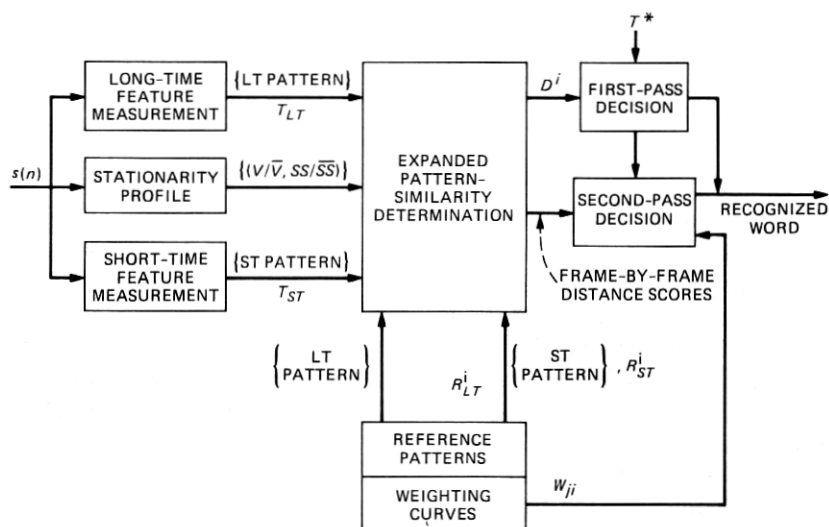 T*
LONG-TIME
FEATURE
MEASUREMENT
{LT PATTERN}
T_LT
D^i
FIRST-PASS
DECISION
s(n)
STATIONARITY
PROFILE
{(V/V̅, SS/S̅S̅)}
EXPANDED
PATTERN-
SIMILARITY
DETERMINATION
SECOND-PASS
DECISION
RECOGNIZED
WORD
SHORT-TIME
FEATURE
MEASUREMENT
{ST PATTERN}
T_ST
FRAME-BY-FRAME
DISTANCE SCORES
{LT
PATTERN}
R^i_LT
{ST
PATTERN}, R^i_ST
REFERENCE
PATTERNS
WEIGHTING
CURVES
W_ji